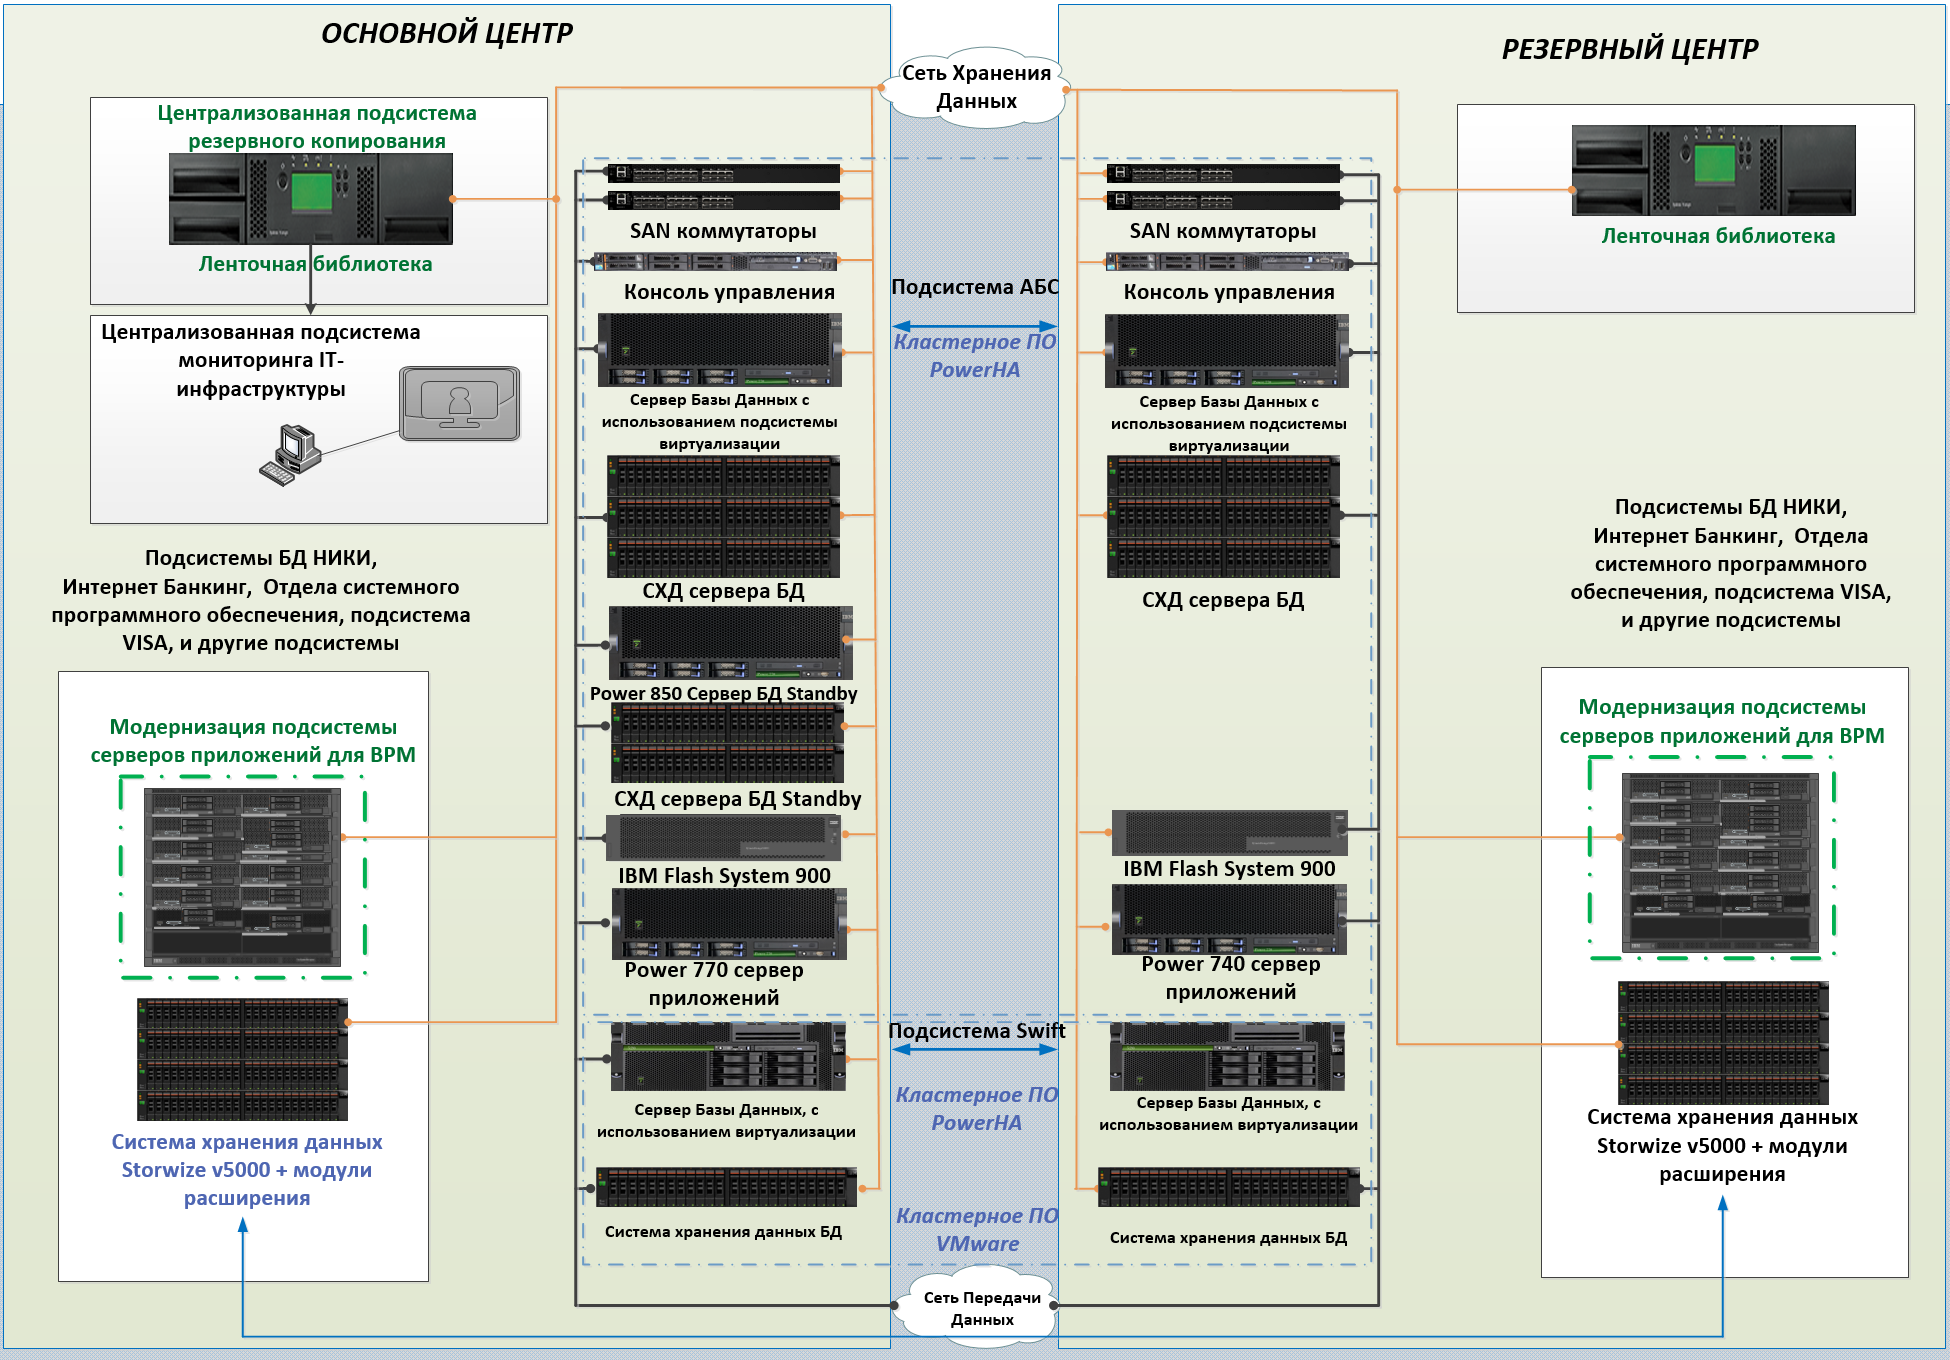 ОСНОВНОЙ ЦЕНТР
РЕЗЕРВНЫЙ ЦЕНТР
Сеть Хранения
Данных
Централизованная подсистема
резервного копирования
Ленточная библиотека
Централизованная подсистема
мониторинга IT-
инфраструктуры
Подсистемы БД НИКИ,
Интернет Банкинг, Отдела системного
программного обеспечения, подсистема
VISA, и другие подсистемы
Модернизация подсистемы
серверов приложений для BPM
Система хранения данных
Storwize v5000 + модули
расширения
SAN коммутаторы
Консоль управления
Сервер Базы Данных с
использованием подсистемы
виртуализации
СХД сервера БД
Power 850 Сервер БД Standby
СХД сервера БД Standby
IBM Flash System 900
Power 770 сервер
приложений
Сервер Базы Данных, с
использованием виртуализации
Система хранения данных БД
Подсистема АБС
Кластерное ПО
PowerHA
Подсистема Swift
Кластерное ПО
PowerHA
Кластерное ПО
VMware
Сеть Передачи
Данных
SAN коммутаторы
Консоль управления
Сервер Базы Данных с
использованием подсистемы
виртуализации
СХД сервера БД
IBM Flash System 900
Power 740 сервер
приложений
Сервер Базы Данных, с
использованием виртуализации
Система хранения данных БД
Ленточная библиотека
Подсистемы БД НИКИ,
Интернет Банкинг, Отдела
системного программного
обеспечения, подсистема VISA,
и другие подсистемы
Модернизация подсистемы
серверов приложений для BPM
Система хранения данных
Storwize v5000 + модули
расширения